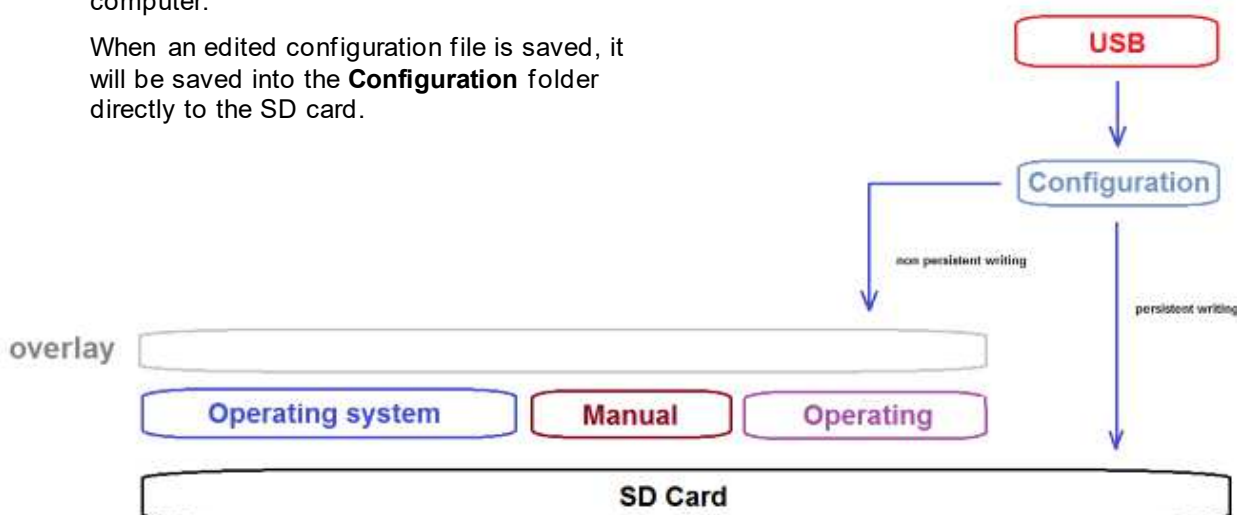 computer.
When an edited configuration file is saved, it
will be saved into the Configuration folder
directly to the SD card.
USB
Configuration
non persistent writing
persistent writing
overlay
Operating system
Manual
Operating
SD Card